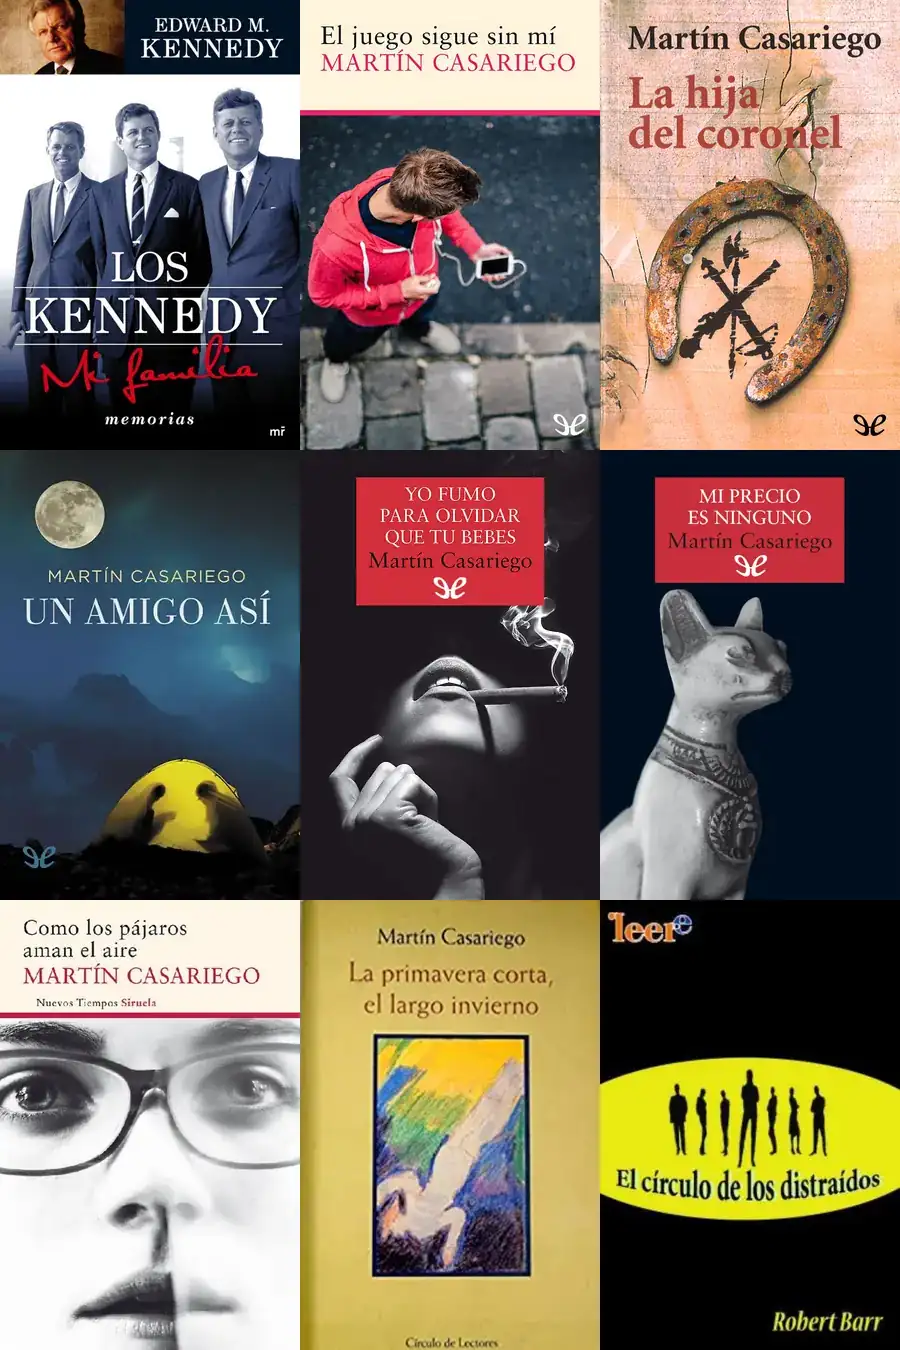 EDWARD M.
KENNEDY
LOS
KENNEDY
Mi familia
memorias
mr
El juego sigue sin mí
MARTÍN CASARIEGO
Martín Casariego
La hija
del coronel
MARTÍN CASARIEGO
UN AMIGO ASÍ
YO FUMO
PARA OLVIDAR
QUE TU BEBES
Martín Casariego
MI PRECIO
ES NINGUNO
Martín Casariego
Como los pájaros
aman el aire
MARTÍN CASARIEGO
Nuevos Tiempos Siruela
Martín Casariego
La primavera corta,
el largo invierno
Círculo de Lectores
leer e
El círculo de los distraídos
Robert Barr